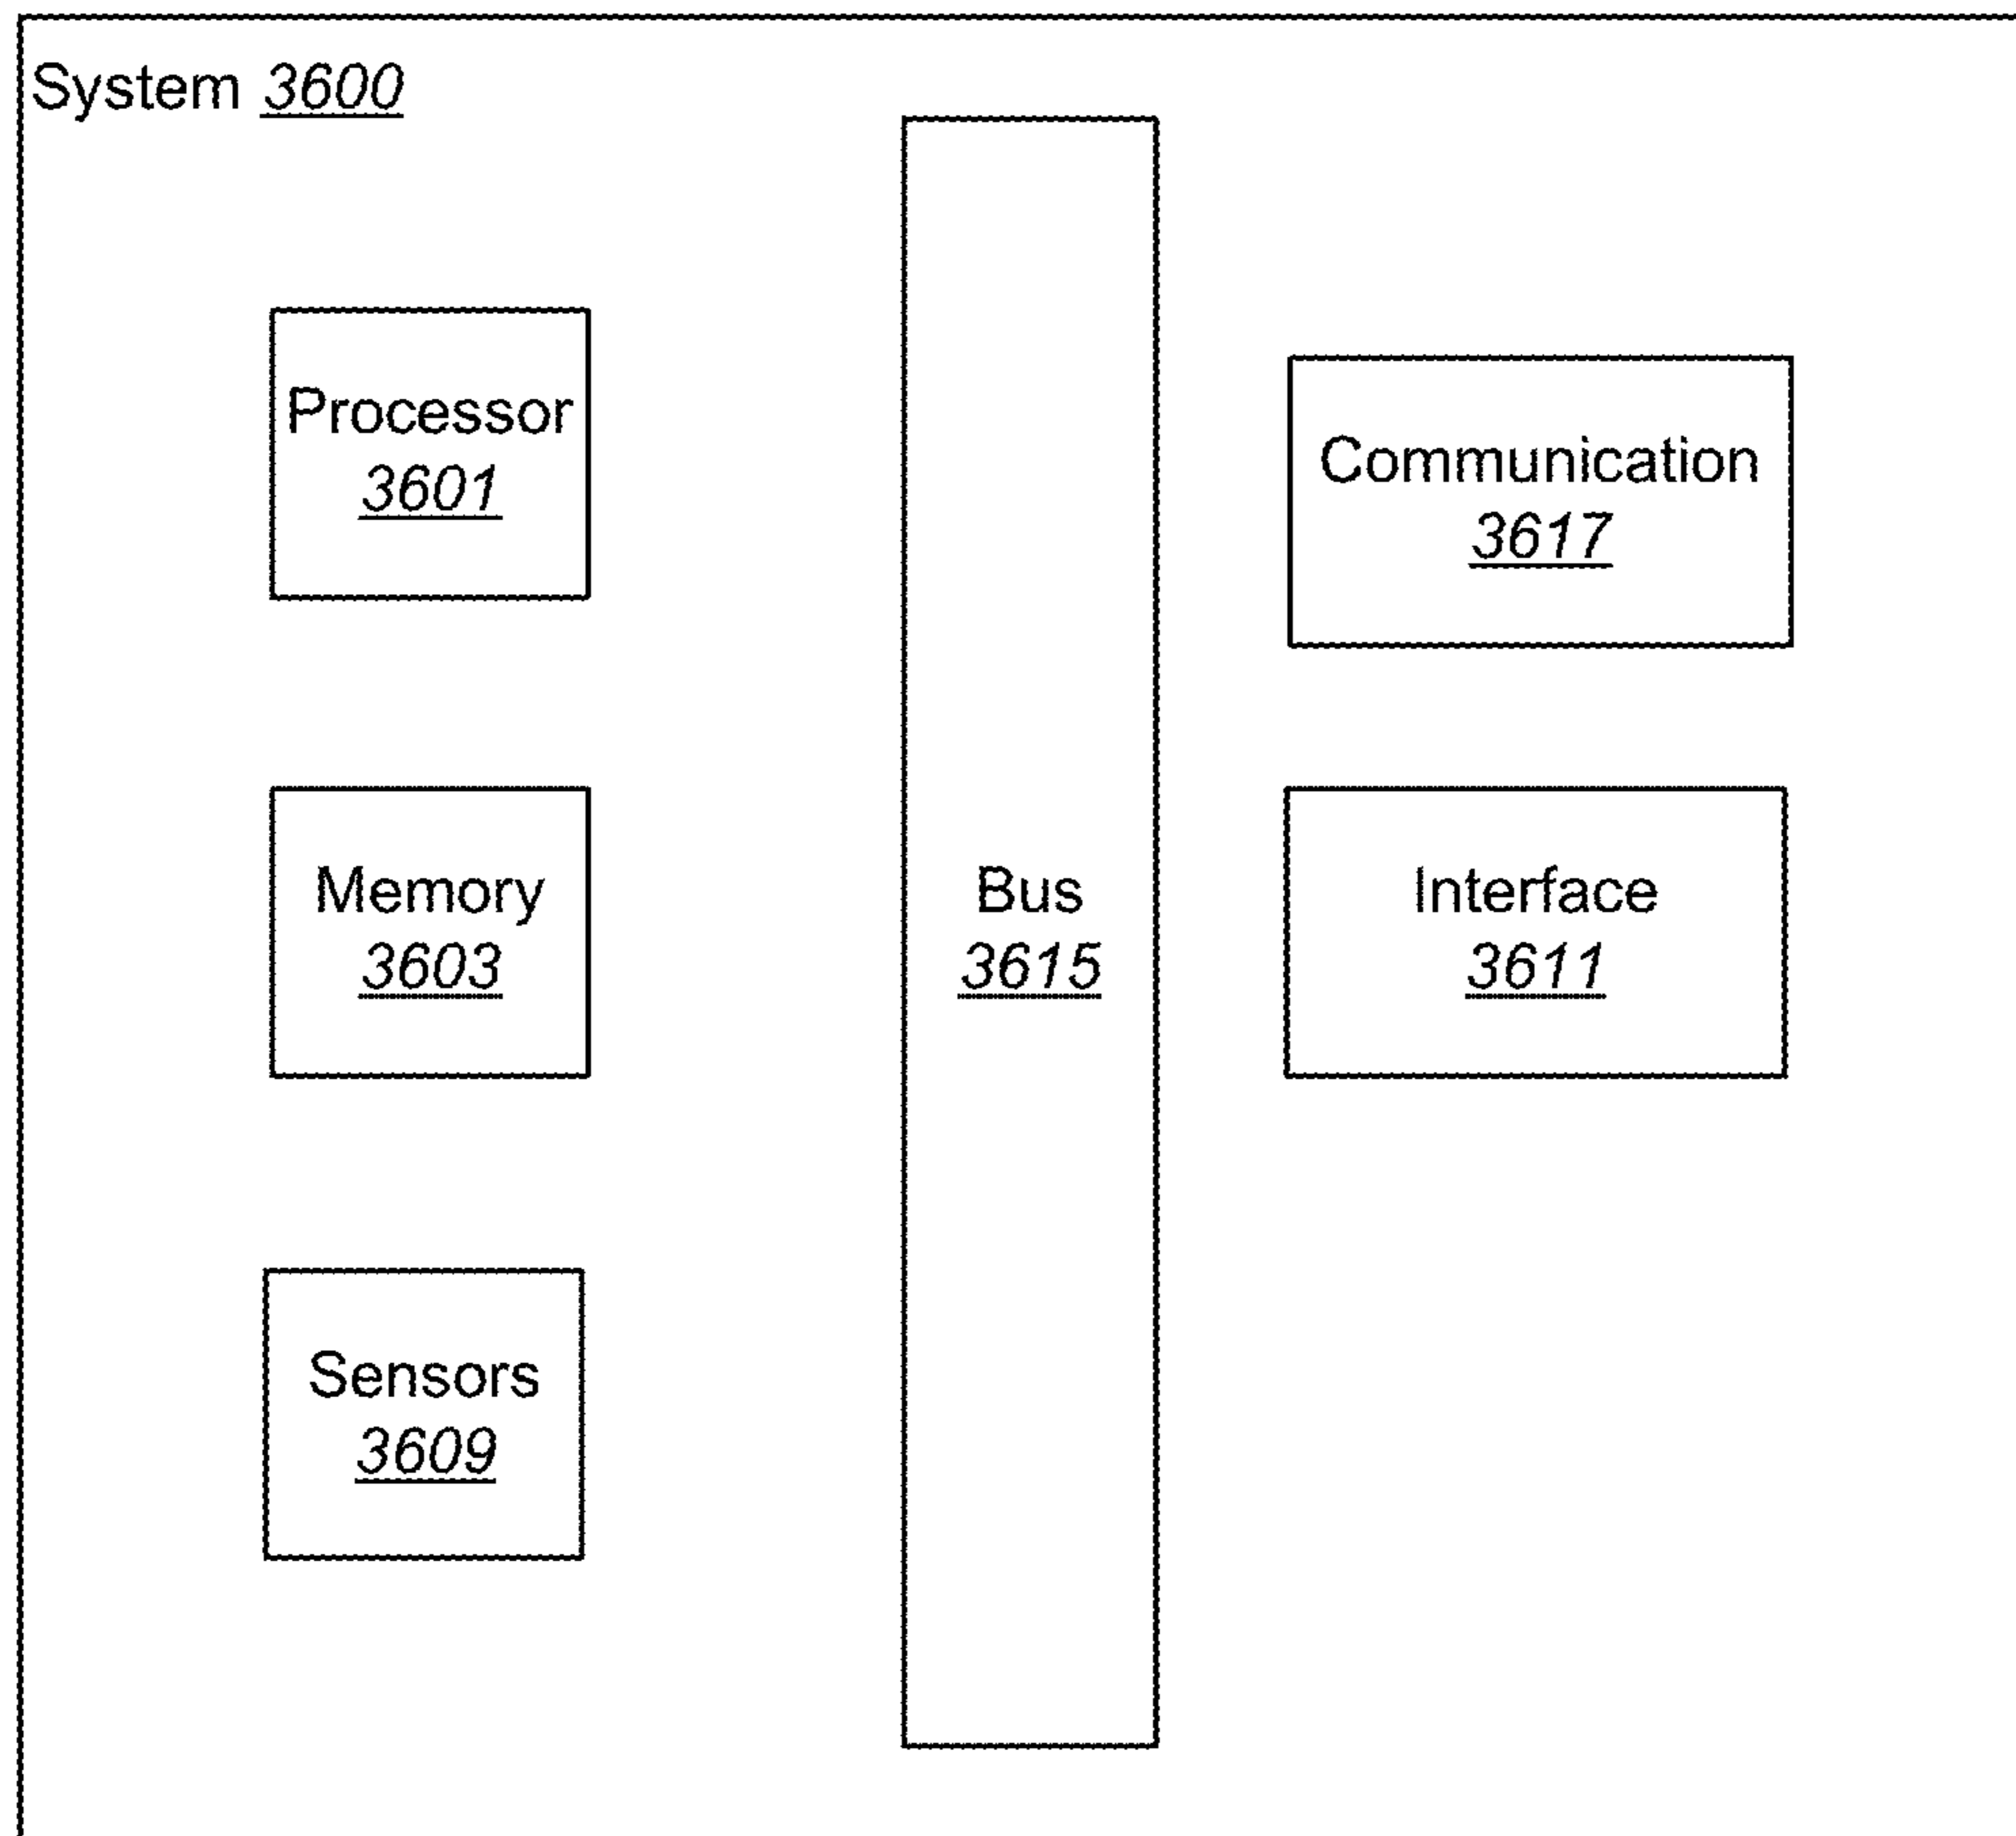 System 3600
Processor
3601
Communication
3617
Memory
3603
Bus
3615
Interface
3611
Sensors
3609